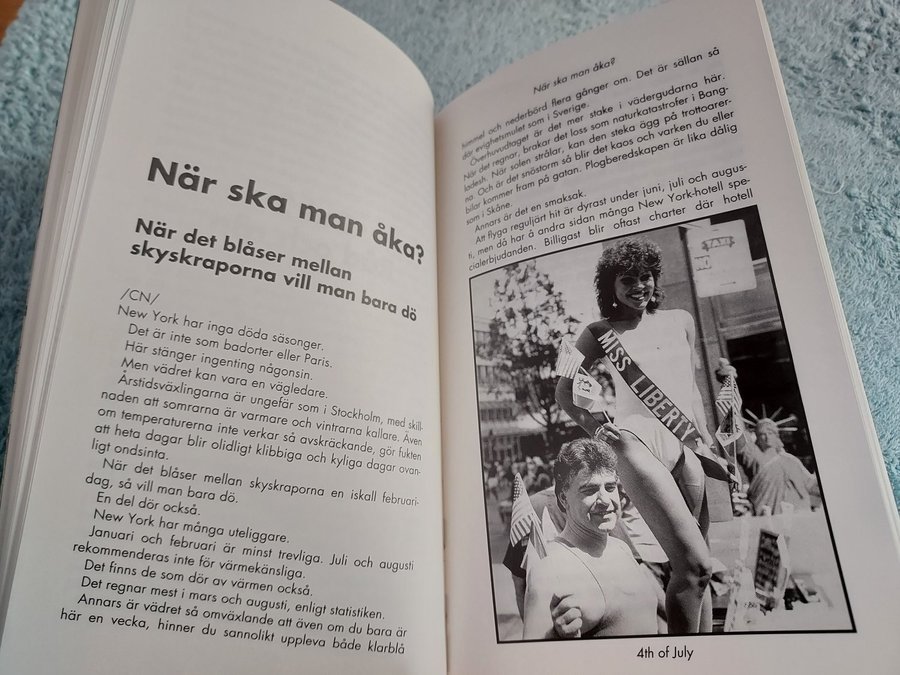 När ska man åka?
När det blåser mellan
skyskraporna vill man bara dö
/CN/
New York har inga döda säsonger.
Det är inte som badorter eller Paris.
Här stänger ingenting någonsin.
Men vädret kan vara en vägledare.
Årstidsväxlingarna är ungefär som i Stockholm, med skill-
naden att somrarna är varmare och vintrarna kallare. Även
om temperaturerna inte verkar så avskräckande, gör fukten
att heta dagar blir olidligt klibbiga och kyliga dagar ovan-
ligt ondsinta.
När det blåser mellan skyskraporna en iskall februari-
dag, så vill man bara dö.
En del dör också.
New York har många uteliggare.
Januari och februari är minst trevliga. Juli och augusti
rekommenderas inte för värmekänsliga.
Det finns de som dör av värmen också.
Det regnar mest i mars och augusti, enligt statistiken.
Annars är vädret så omväxlande att även om du bara är
här en vecka, hinner du sannolikt uppleva både klarblå
När ska man åka?
himmel och nederbörd flera gånger om. Det är sällan så
där evighetsmulet som i Sverige.
Överhuvudtaget är det mer stake i vädergudarna här.
När det regnar, brakar det loss som naturkatastrofer i Bang-
ladesh. När solen strålar, kan den steka ägg på trottoarer-
na. Och är det snöstorm så blir det kaos och varken du eller
bilar kommer fram på gatan. Plogberedskapen är lika dålig
som i Skåne.
Annars är det en smaksak.
Att flyga reguljärt hit är dyrast under juni, juli och augus-
ti, men då har å andra sidan många New York-hotell spe-
cialerbjudanden. Billigast blir oftast charter där hotell
TAXI
MISS LIBERTY
4th of July